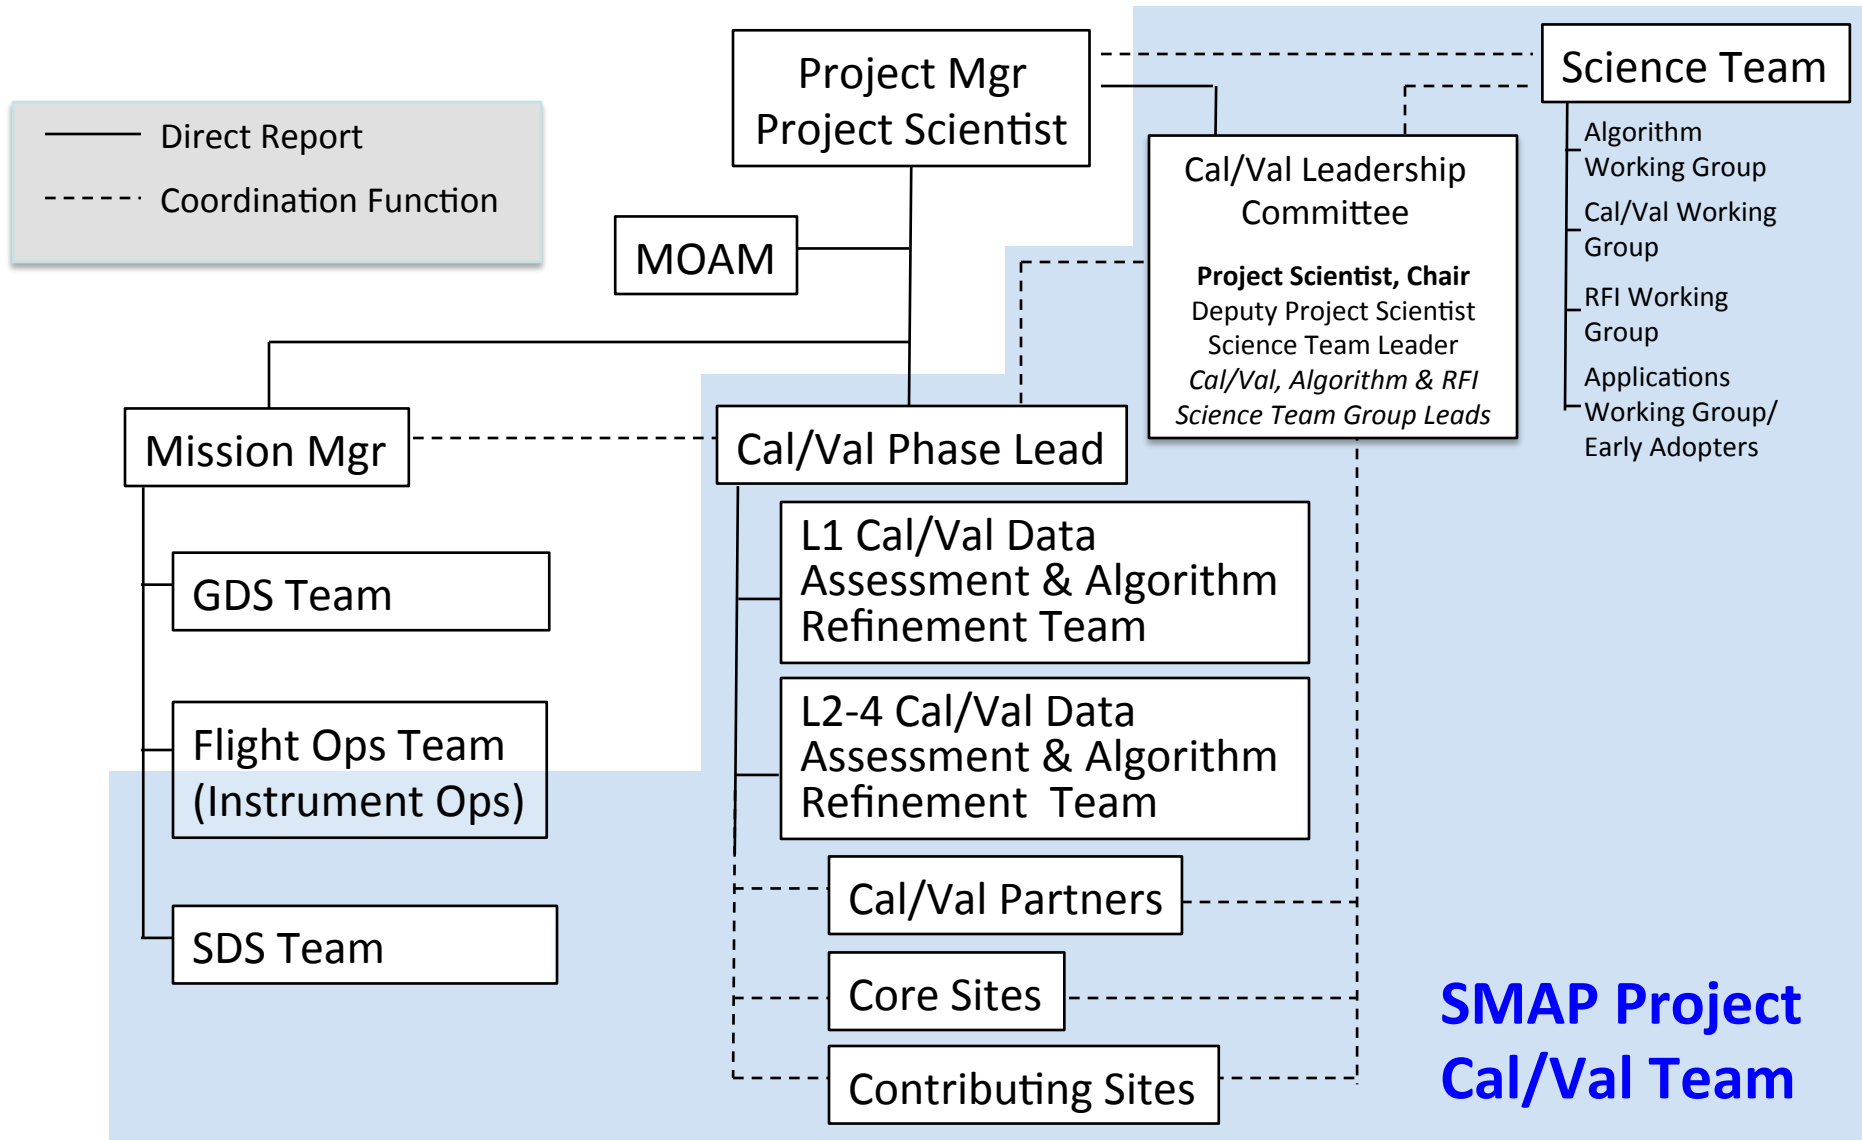 Project Mgr
Project Scientist
Science Team
Direct Report
Coordination Function
Algorithm
Working Group
Cal/Val Working
Group
RFI Working
Group
Applications
Working Group/
Early Adopters
Cal/Val Leadership
Committee
Project Scientist, Chair
Deputy Project Scientist
Science Team Leader
Cal/Val, Algorithm & RFI
Science Team Group Leads
MOAM
Mission Mgr
Cal/Val Phase Lead
GDS Team
Flight Ops Team
(Instrument Ops)
SDS Team
L1 Cal/Val Data
Assessment & Algorithm
Refinement Team
L2-4 Cal/Val Data
Assessment & Algorithm
Refinement Team
Cal/Val Partners
Core Sites
Contributing Sites
SMAP Project
Cal/Val Team